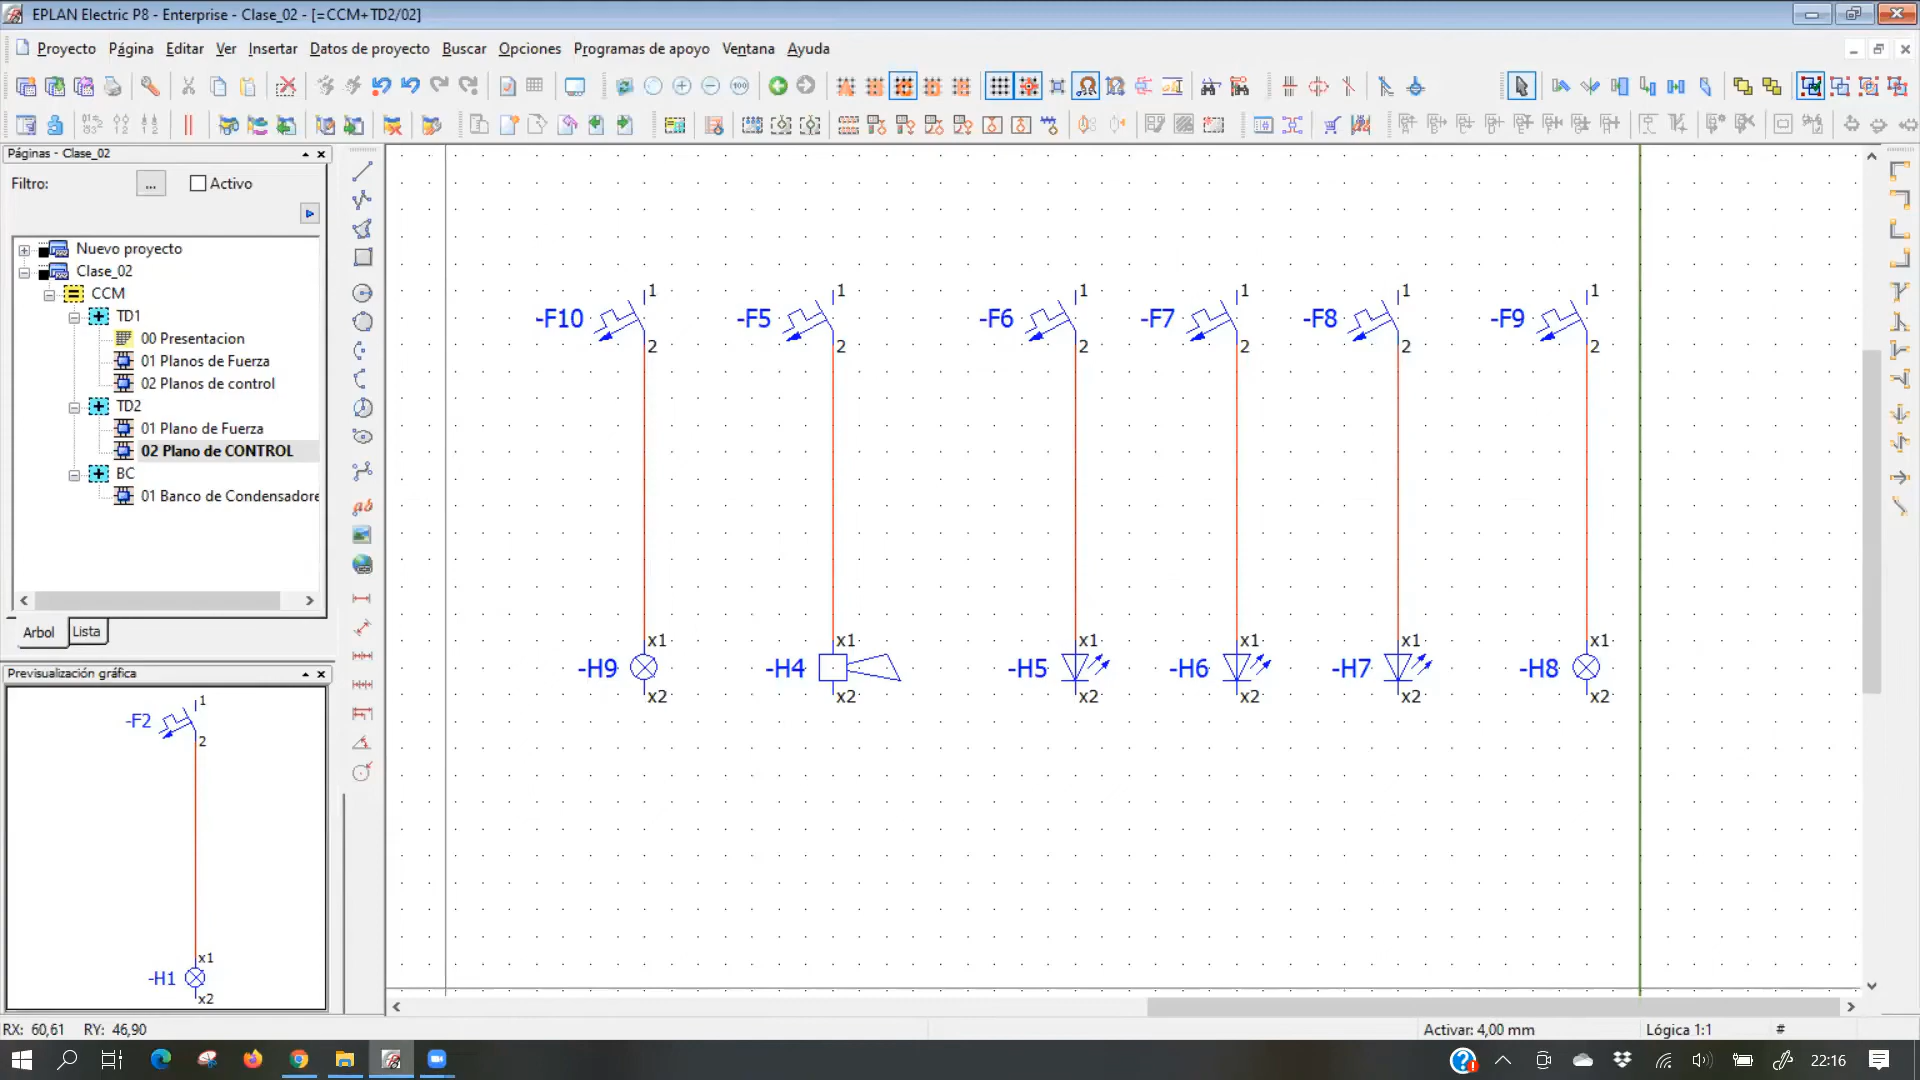 EPLAN Electric P8 - Enterprise - Clase_02 - [=CCM+TD2/02]
Proyecto Página Editar Ver Insertar Datos de proyecto Buscar Opciones Programas de apoyo Ventana Ayuda
100
Páginas - Clase_02
Filtro: ... Activo
Nuevo proyecto
Clase_02
CCM
TD1
00 Presentacion
01 Planos de Fuerza
02 Planos de control
TD2
01 Plano de Fuerza
02 Plano de CONTROL
BC
01 Banco de Condensadore
Arbol Lista
Previsualización gráfica
-F2 1
2
x1
-H1
x2
ab
1 1 1 1 1 1
-F10 -F5 -F6 -F7 -F8 -F9
2 2 2 2 2 2
x1 x1 x1 x1 x1 x1
-H9 -H4 -H5 -H6 -H7 -H8
x2 x2 x2 x2 x2 x2
RX: 60,61 RY: 46,90 Activar: 4,00 mm Lógica 1:1 #
22:16